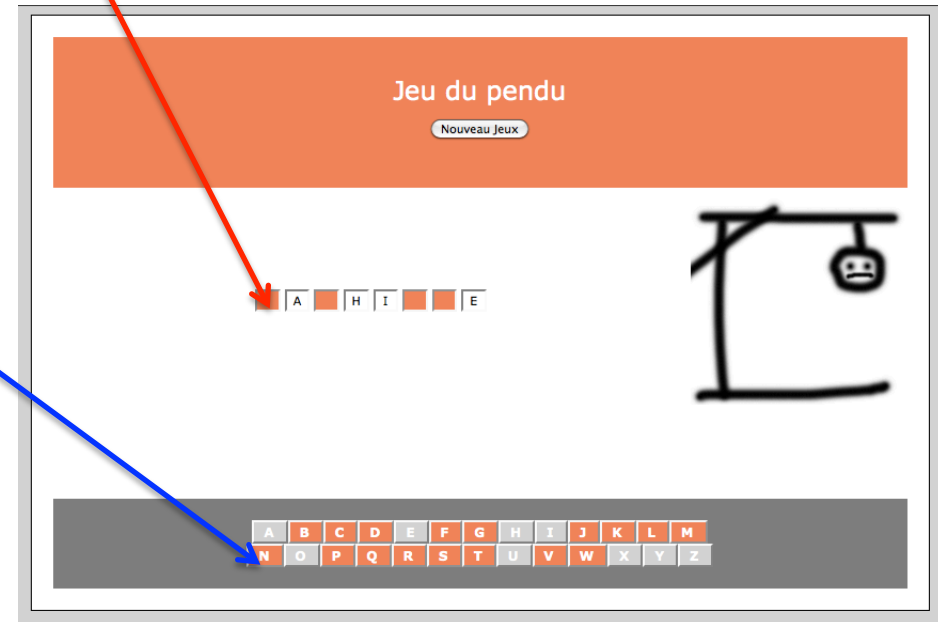 Jeu du pendu
Nouveau Jeux
A H I E
A B C D E F G H I J K L M
N O P Q R S T U V W X Y Z